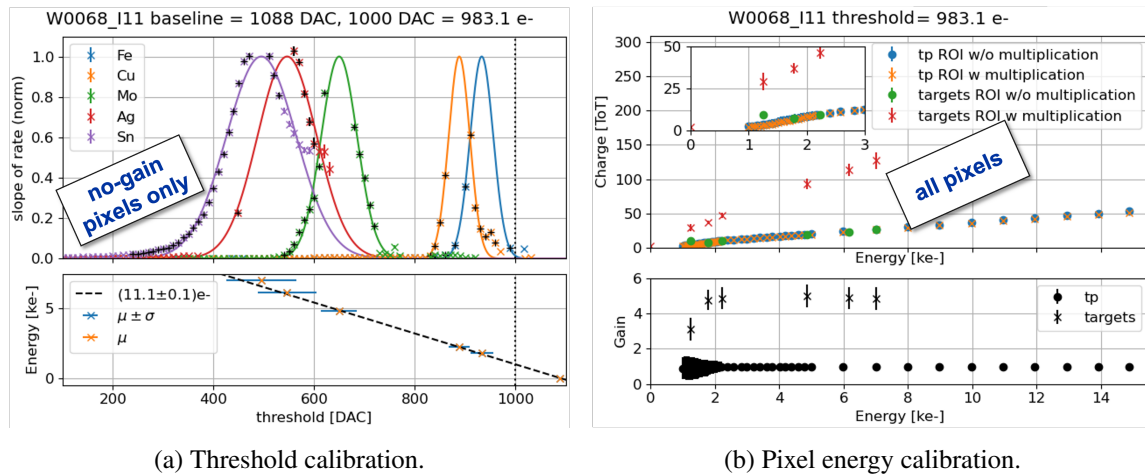 W0068_I11 baseline = 1088 DAC, 1000 DAC = 983.1 e-
slope of rate (norm)
1.0
0.8
0.6
0.4
0.2
0.0
Fe
Cu
Mo
Ag
Sn
no-gain
pixels only
Energy [ke-]
5
0
(11.1±0.1)e-
μ ± σ
μ
200
400
600
800
1000
threshold [DAC]
(a) Threshold calibration.
W0068_I11 threshold = 983.1 e-
Charge [ToT]
300
250
200
150
100
50
0
50
25
0
0
1
2
3
tp ROI w/o multiplication
tp ROI w multiplication
targets ROI w/o multiplication
targets ROI w multiplication
all pixels
Energy [ke-]
Gain
6
4
2
0
tp
targets
0
2
4
6
8
10
12
14
Energy [ke-]
(b) Pixel energy calibration.